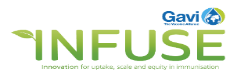 Gavi
The Vaccine Alliance
INFUSE
Innovation for uptake, scale and equity in immunisation